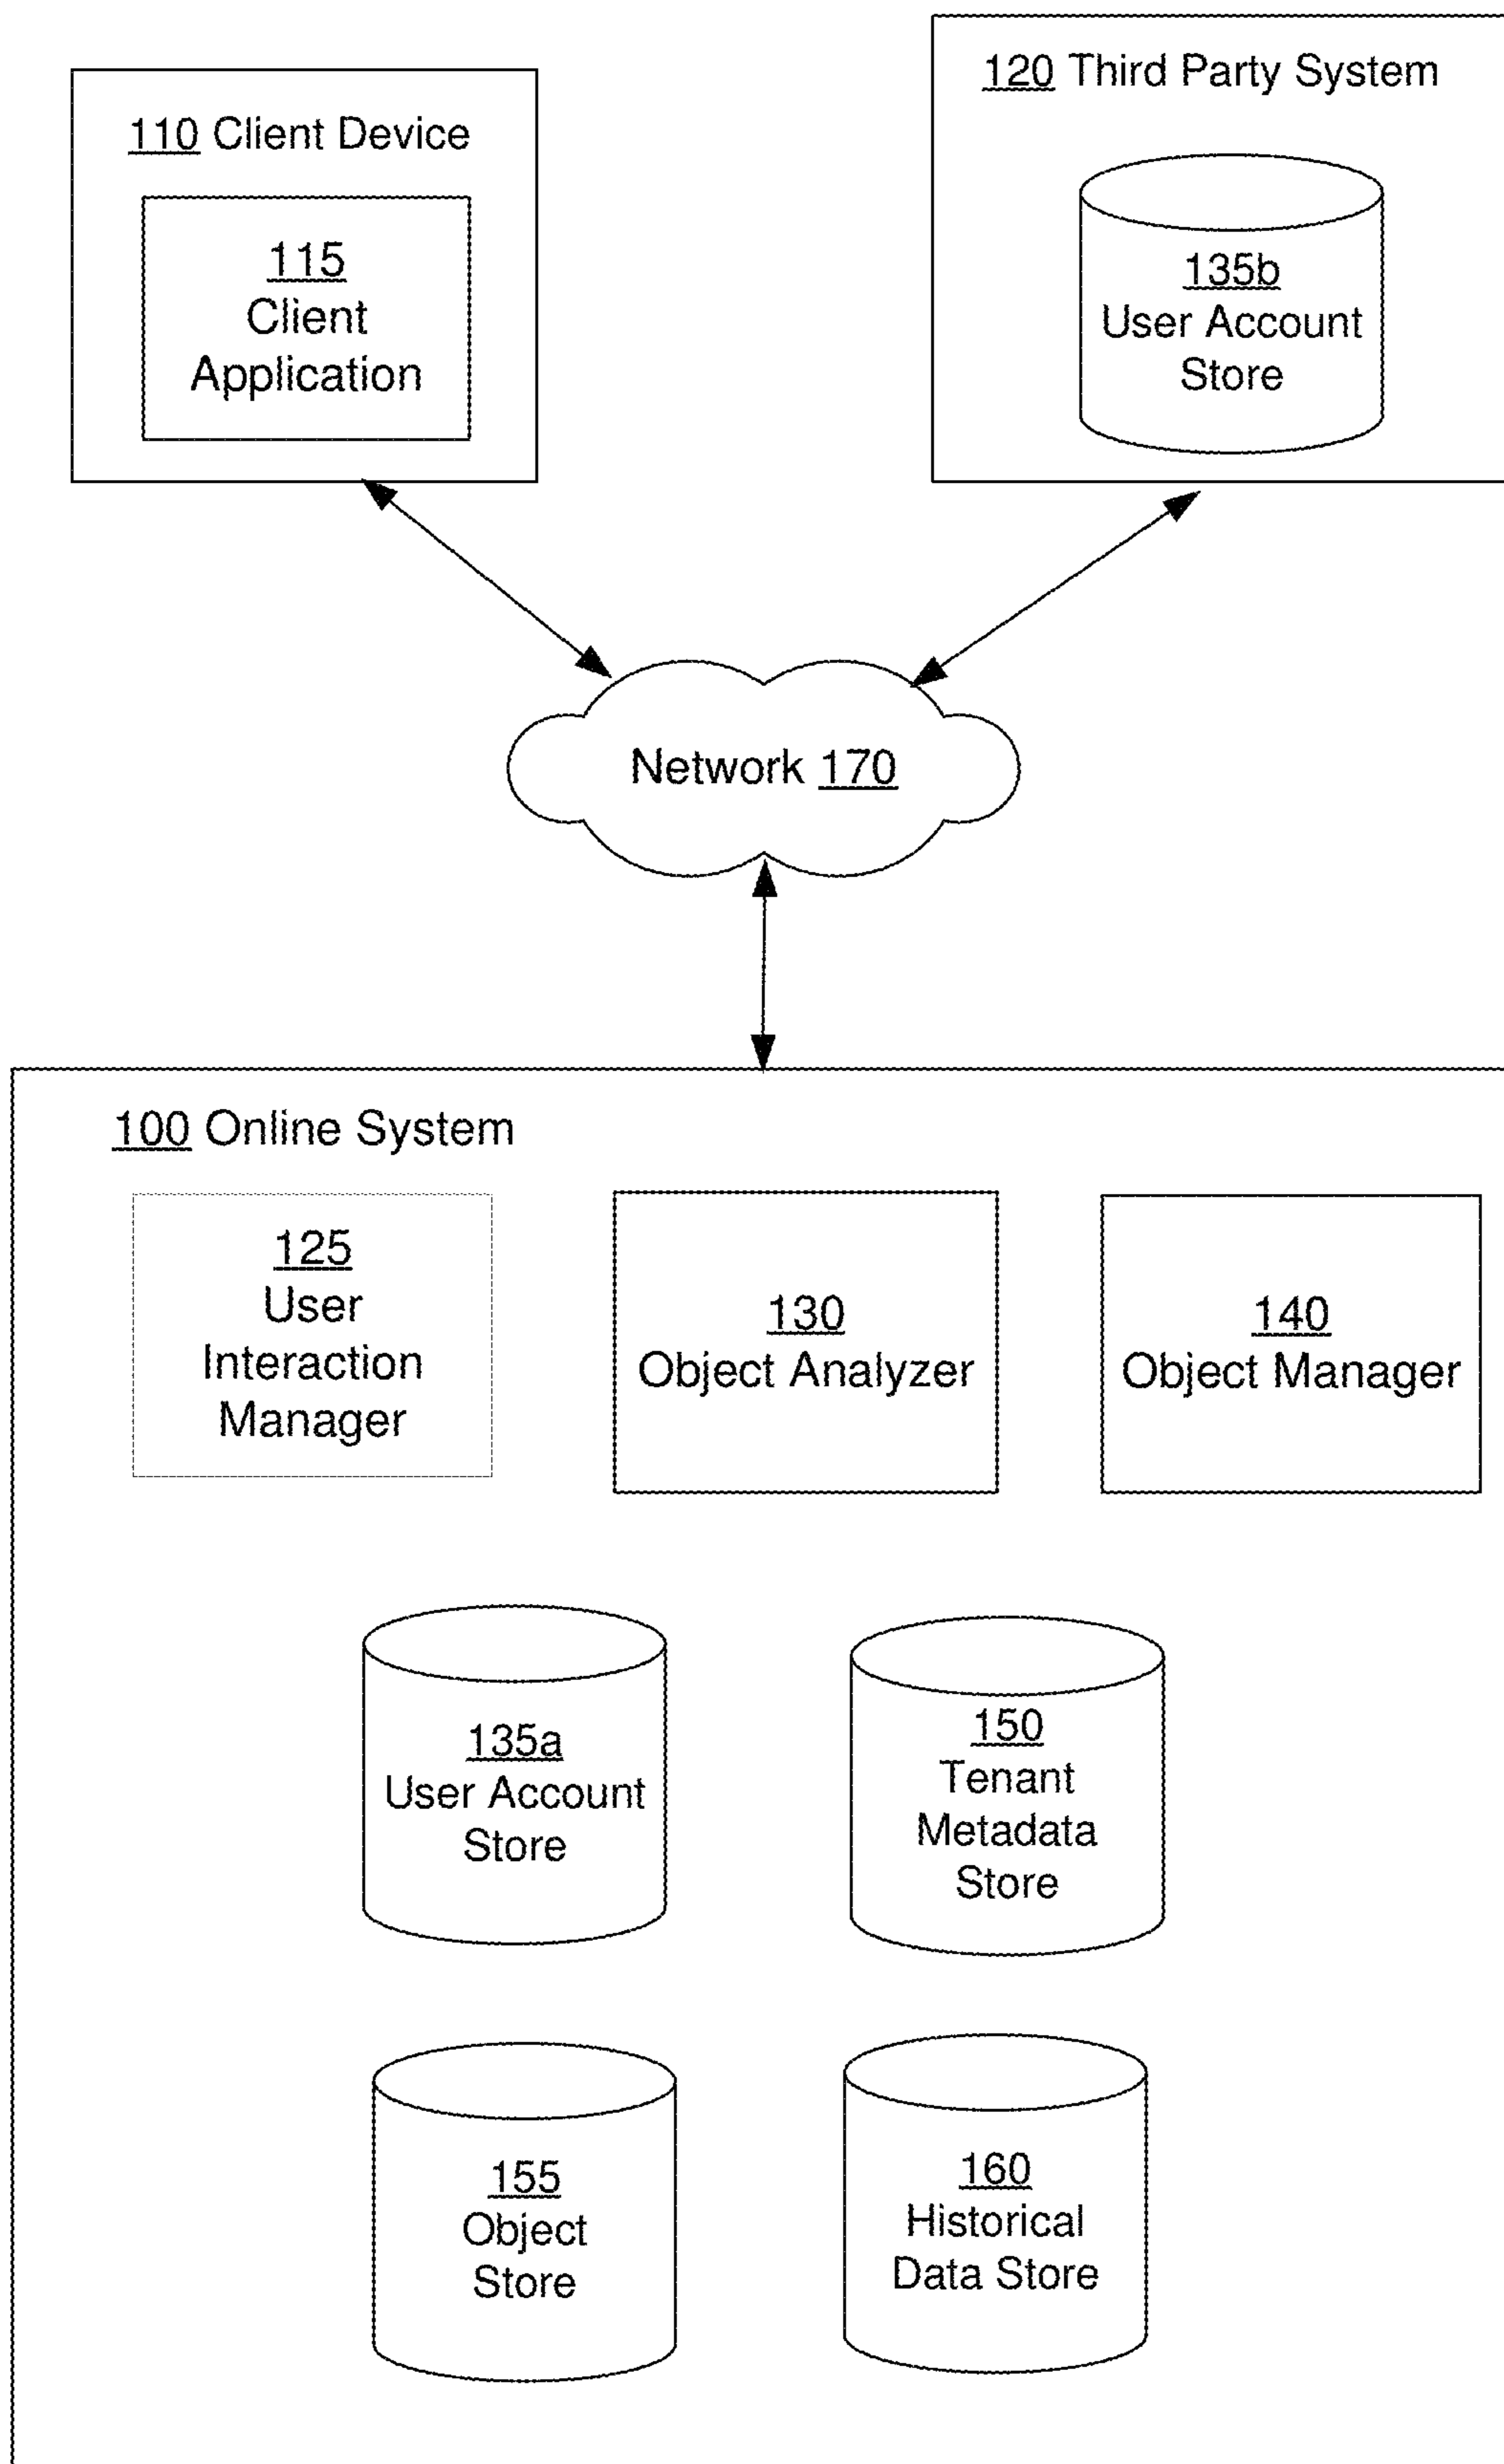 110 Client Device
115
Client
Application
120 Third Party System
135b
User Account
Store
Network 170
100 Online System
125
User
Interaction
Manager
130
Object Analyzer
140
Object Manager
135a
User Account
Store
150
Tenant
Metadata
Store
155
Object
Store
160
Historical
Data Store